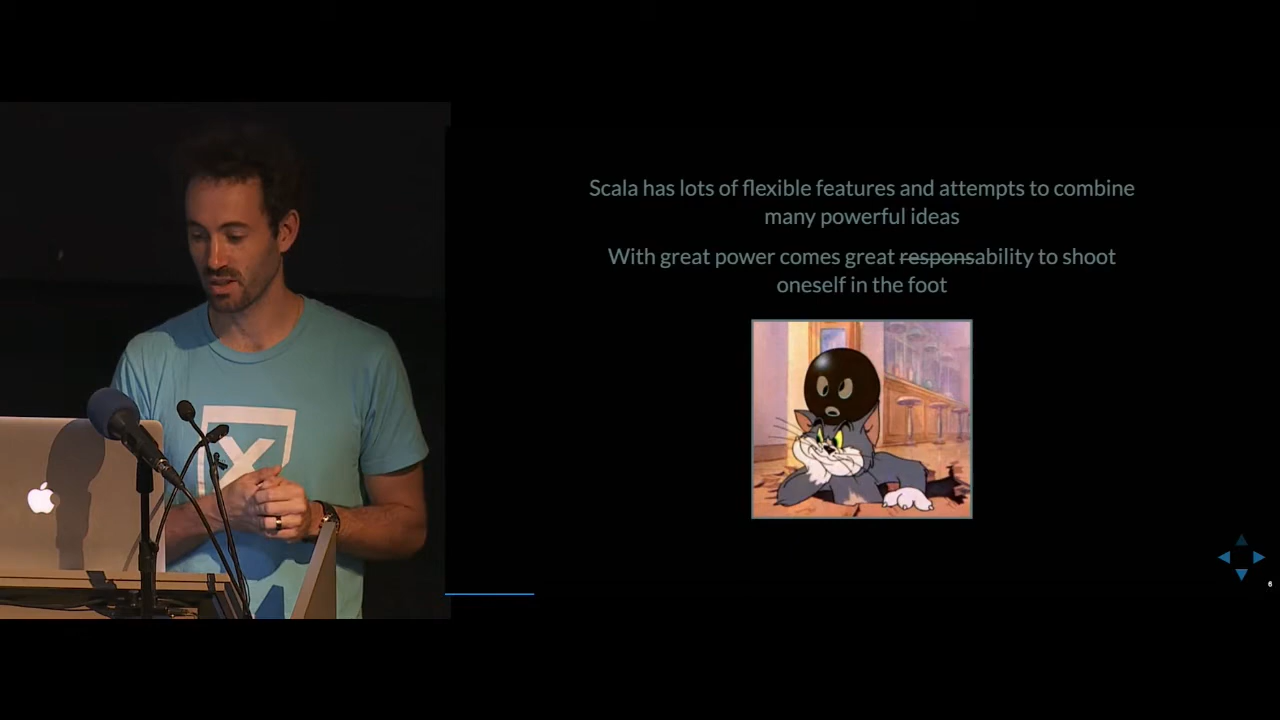 Scala has lots of flexible features and attempts to combine
many powerful ideas
With great power comes great responsability to shoot
oneself in the foot
X
6